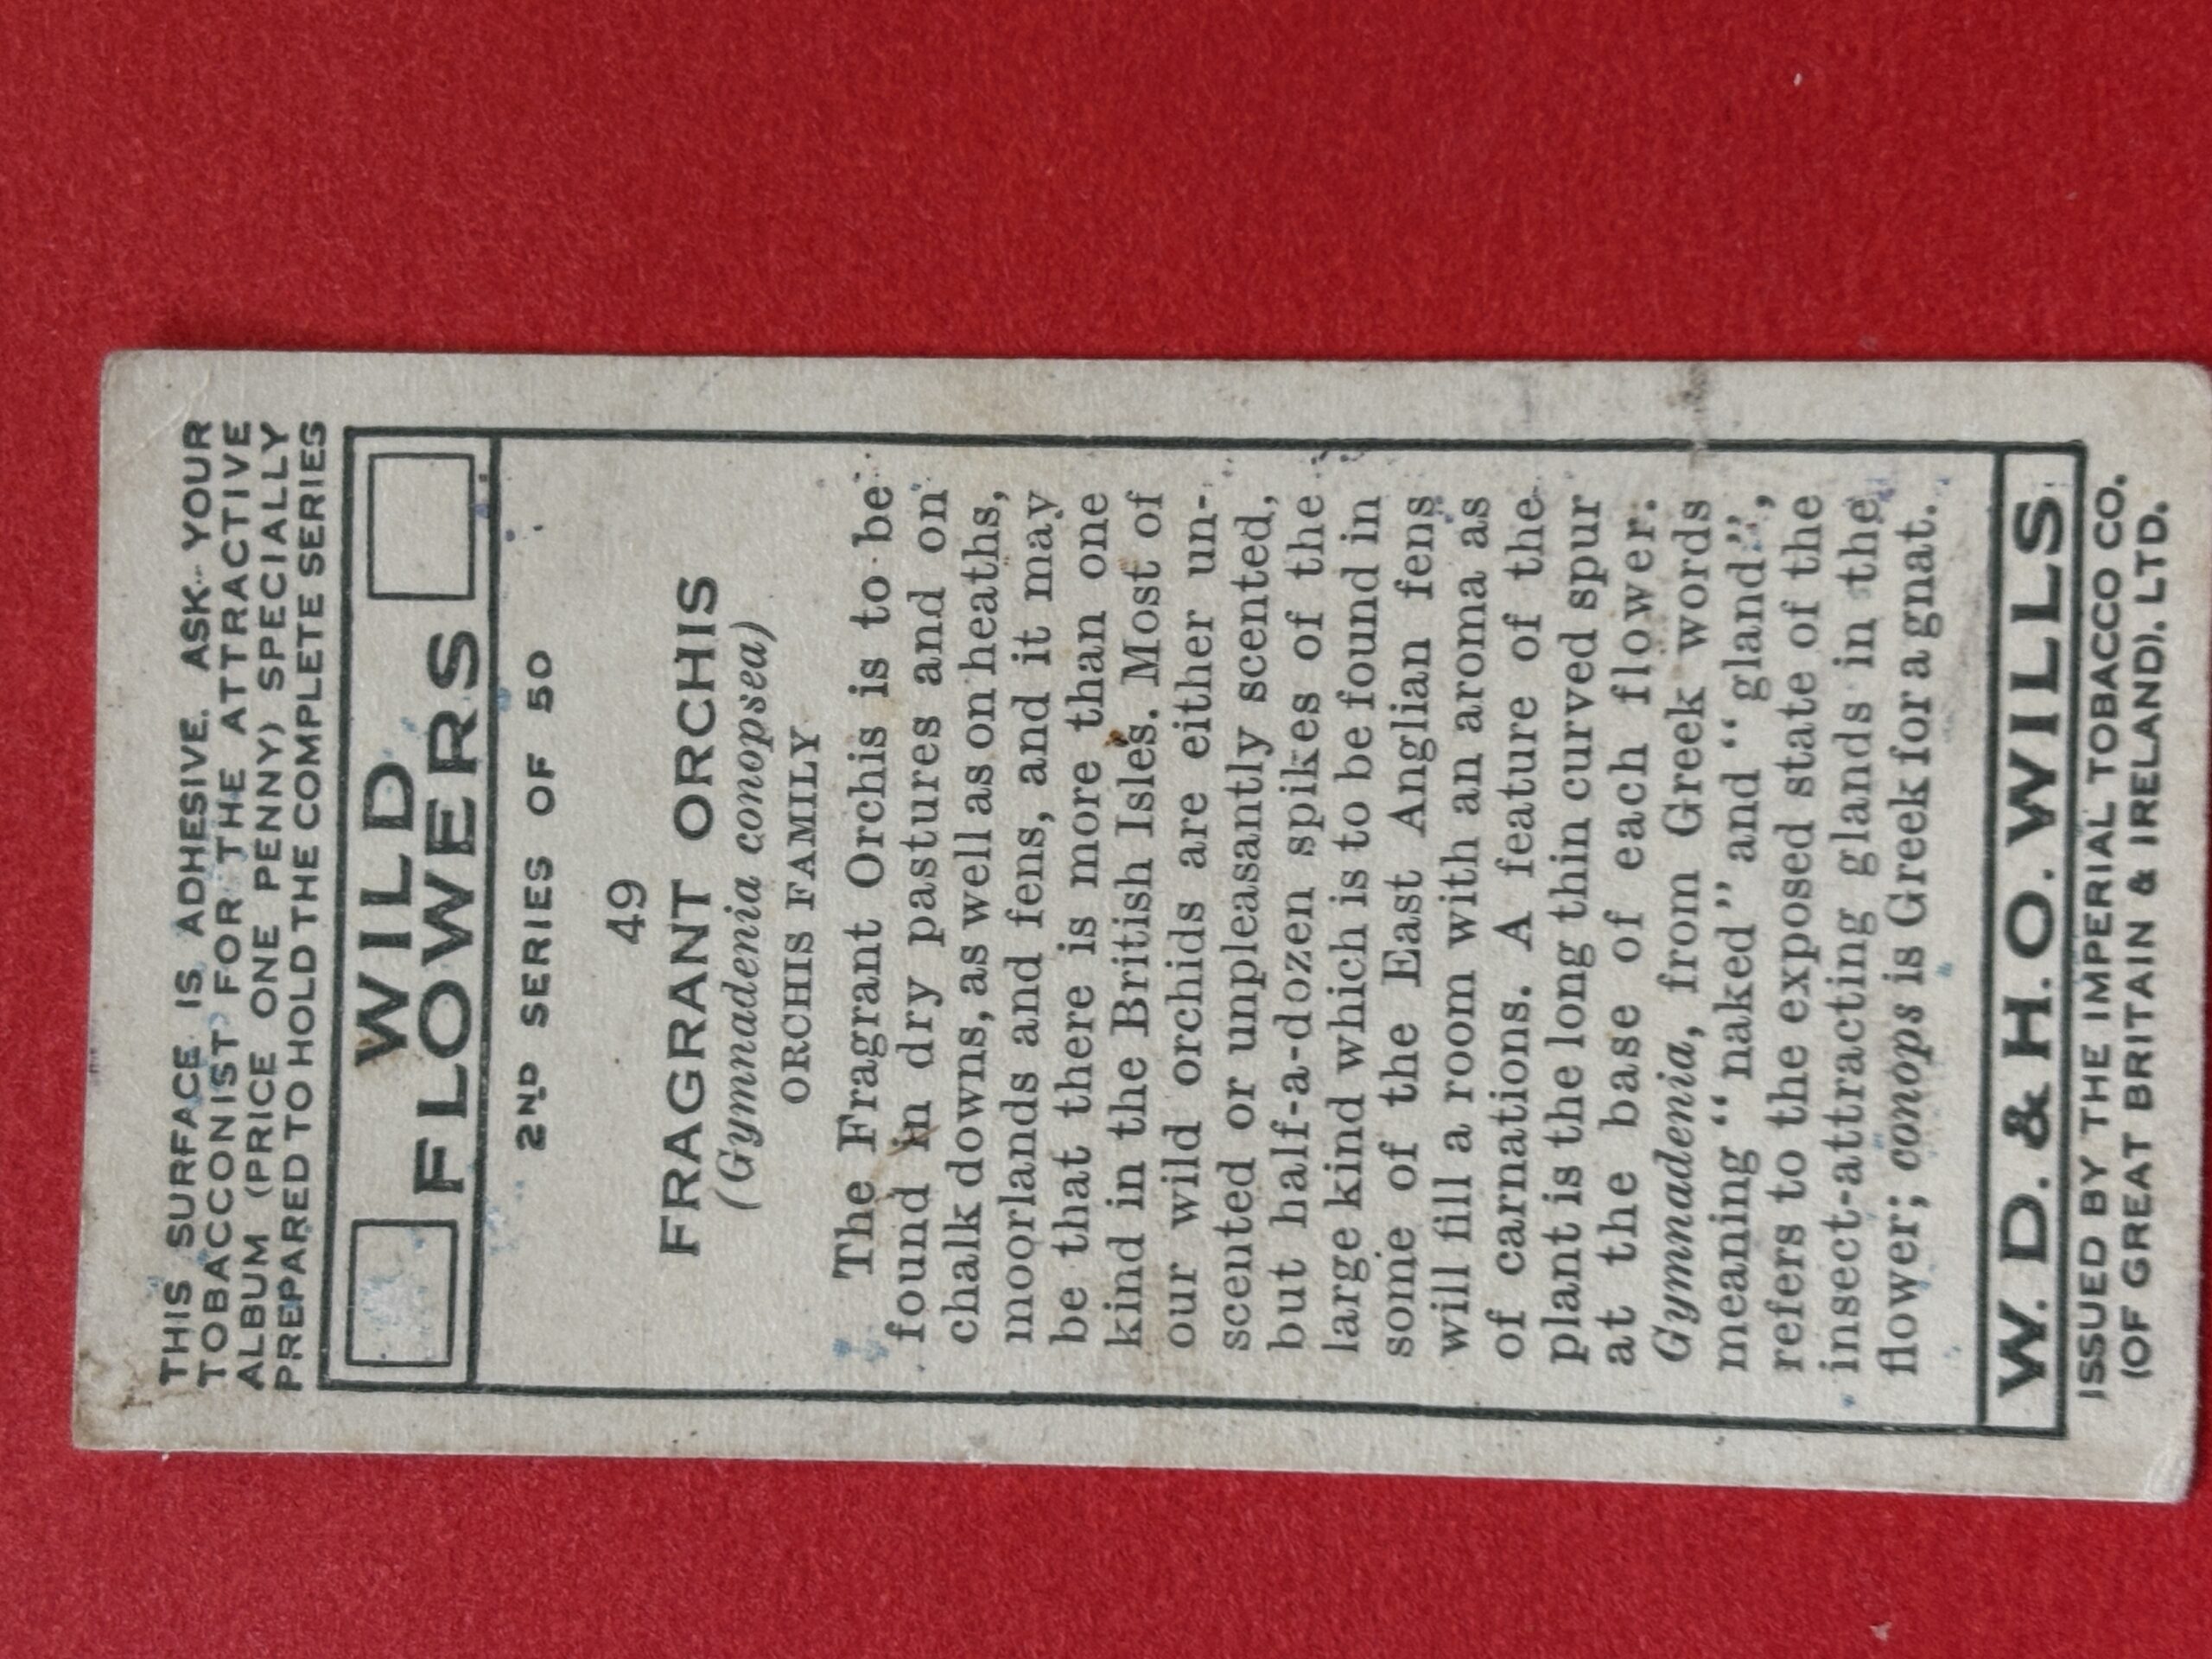 THIS SURFACE IS ADHESIVE. ASK YOUR
TOBACCONIST FOR THE ATTRACTIVE
ALBUM (PRICE ONE PENNY) SPECIALLY
PREPARED TO HOLD THE COMPLETE SERIES
WILD
FLOWERS
2ND SERIES OF 50
49
FRAGRANT ORCHIS
(Gymnadenia conopsea)
ORCHIS FAMILY
The Fragrant Orchis is to be
found in dry pastures and on
chalk downs, as well as on heaths,
moorlands and fens, and it may
be that there is more than one
kind in the British Isles. Most of
our wild orchids are either un-
scented or unpleasantly scented,
but half-a-dozen spikes of the
large kind which is to be found in
some of the East Anglian fens
will fill a room with an aroma as
of carnations. A feature of the
plant is the long thin curved spur
at the base of each flower.
Gymnadenia, from Greek words
meaning “naked” and “gland”,
refers to the exposed state of the
insect-attracting glands in the
flower; conops is Greek for a gnat.
W. D. & H. O. WILLS
ISSUED BY THE IMPERIAL TOBACCO CO.
(OF GREAT BRITAIN & IRELAND), LTD.